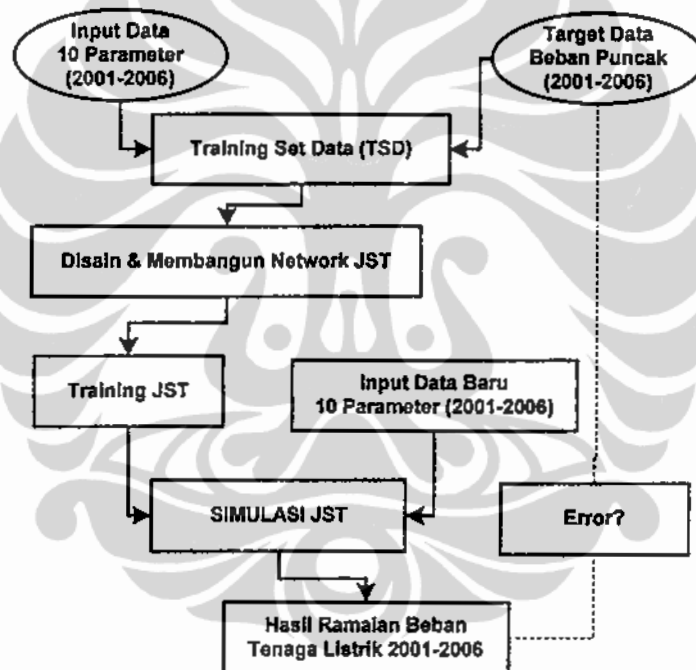 Input Data
10 Parameter
(2001-2006)
Target Data
Beban Puncak
(2001-2006)
Training Set Data (TSD)
Disain & Membangun Network JST
Training JST
Input Data Baru
10 Parameter (2001-2006)
SIMULASI JST
Error?
Hasil Ramalan Beban
Tenaga Listrik 2001-2006